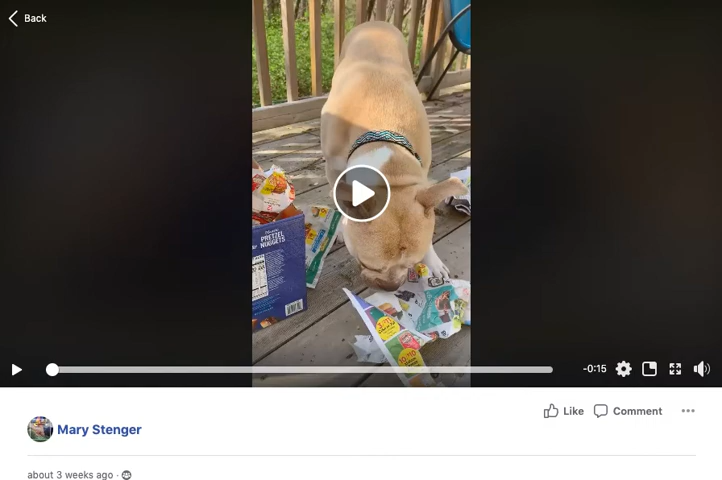 Back
PRETZEL
NUGGETS
-0:15
Like
Comment
Mary Stenger
about 3 weeks ago ·